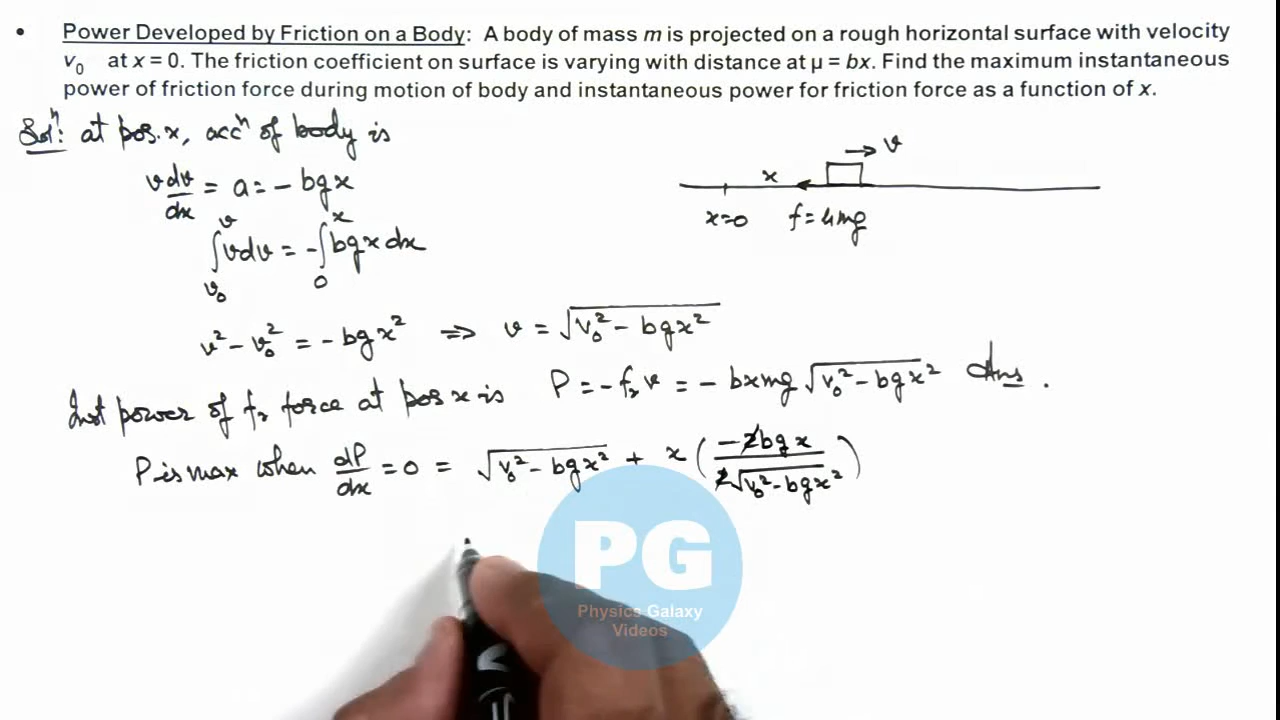 • Power Developed by Friction on a Body: A body of mass m is projected on a rough horizontal surface with velocity
v₀ at x = 0. The friction coefficient on surface is varying with distance at μ = bx. Find the maximum instantaneous
power of friction force during motion of body and instantaneous power for friction force as a function of x.
Solⁿ: at pos. x, accⁿ of body is
vdv/dx = a = - bgx
∫_{v₀}^{v} vdv = -∫_{0}^{x} bgx dx
v² - v₀² = - bgx² ⇒ v = √(v₀² - bgx²)
→ v
x
x=0 f = μmg
Inst power of fr force at pos x is P = - fr v = - bxmg √(v₀² - bgx²) Ans.
P is max when dP/dx = 0 = √(v₀² - bgx²) + x (-2bgx / 2√(v₀² - bgx²))
PG
Physics Galaxy
Videos